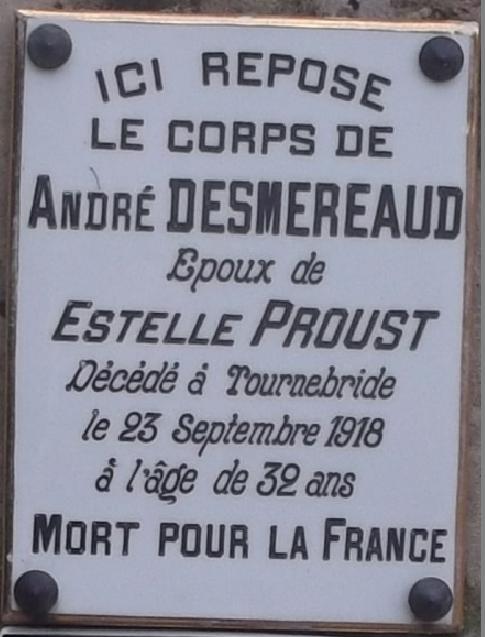 ICI REPOSE
LE CORPS DE
ANDRÉ DESMEREAUD
Epoux de
ESTELLE PROUST
Décédé à Tournebride
le 23 Septembre 1918
à l'âge de 32 ans
MORT POUR LA FRANCE